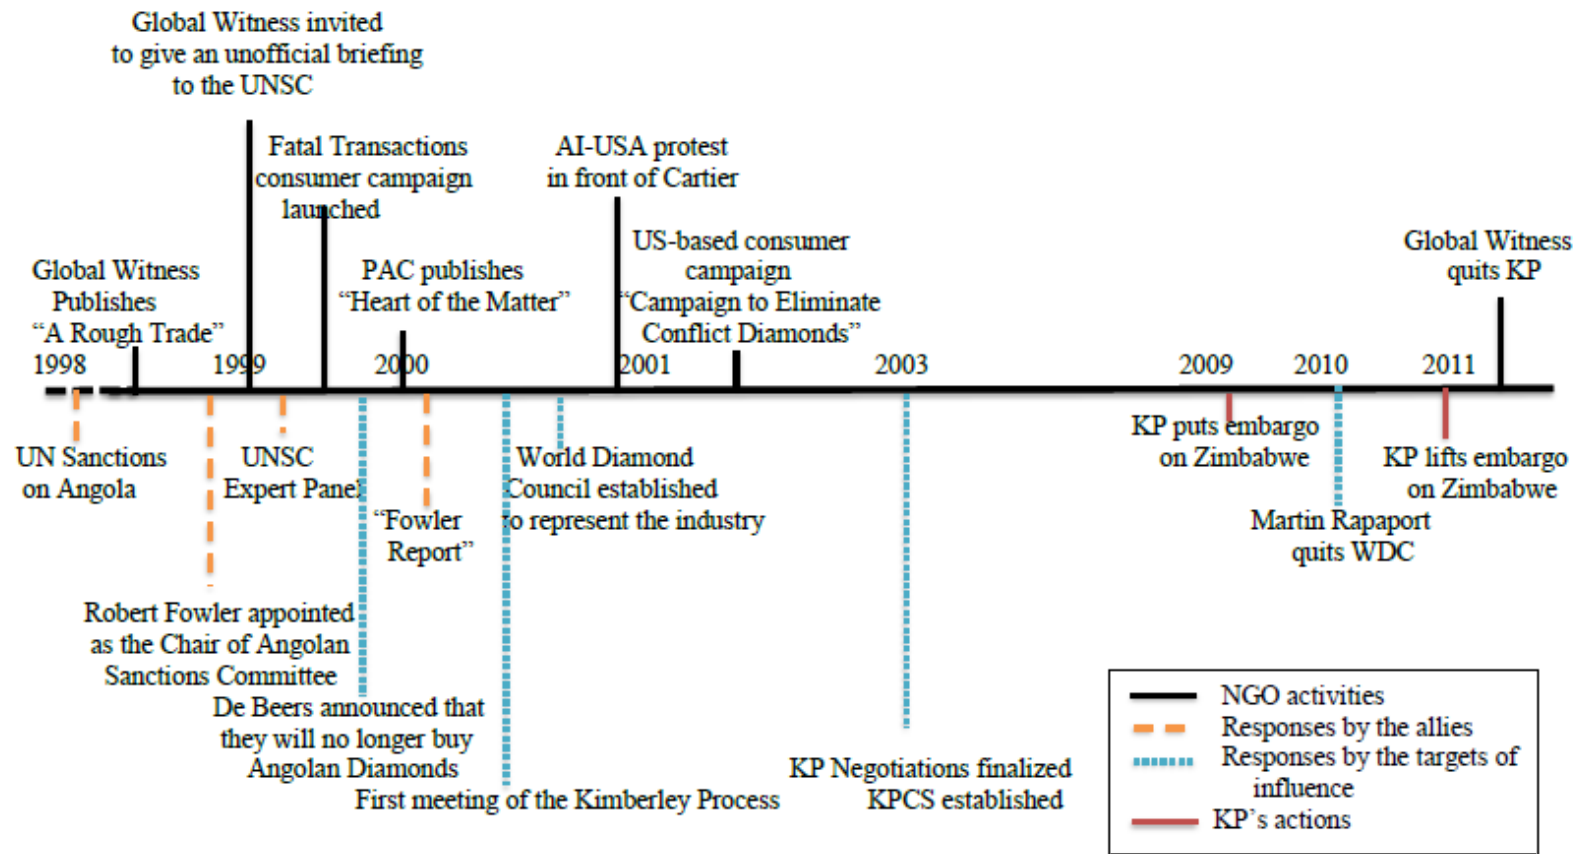 Global Witness invited
to give an unofficial briefing
to the UNSC
Fatal Transactions
consumer campaign
launched
AI-USA protest
in front of Cartier
US-based consumer
campaign
“Campaign to Eliminate
Conflict Diamonds”
Global Witness
quits KP
Global Witness
Publishes
“A Rough Trade”
PAC publishes
“Heart of the Matter”
1998
1999
2000
2001
2003
2009
2010
2011
UN Sanctions
on Angola
UNSC
Expert Panel
“Fowler
Report”
World Diamond
Council established
to represent the industry
KP puts embargo
on Zimbabwe
KP lifts embargo
on Zimbabwe
Martin Rapaport
quits WDC
Robert Fowler appointed
as the Chair of Angolan
Sanctions Committee
De Beers announced that
they will no longer buy
Angolan Diamonds
First meeting of the Kimberley Process
KP Negotiations finalized
KPCS established
NGO activities
Responses by the allies
Responses by the targets of
influence
KP’s actions